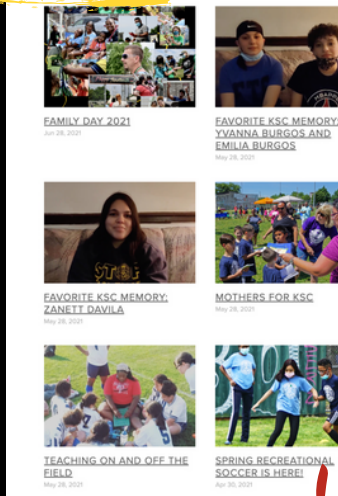 FAMILY DAY 2021
Jun 28, 2021
FAVORITE KSC MEMORY:
YVANNA BURGOS AND
EMILIA BURGOS
May 28, 2021
FAVORITE KSC MEMORY:
ZANETT DAVILA
May 28, 2021
MOTHERS FOR KSC
May 28, 2021
TEACHING ON AND OFF THE
FIELD
May 28, 2021
SPRING RECREATIONAL
SOCCER IS HERE!
Apr 30, 2021